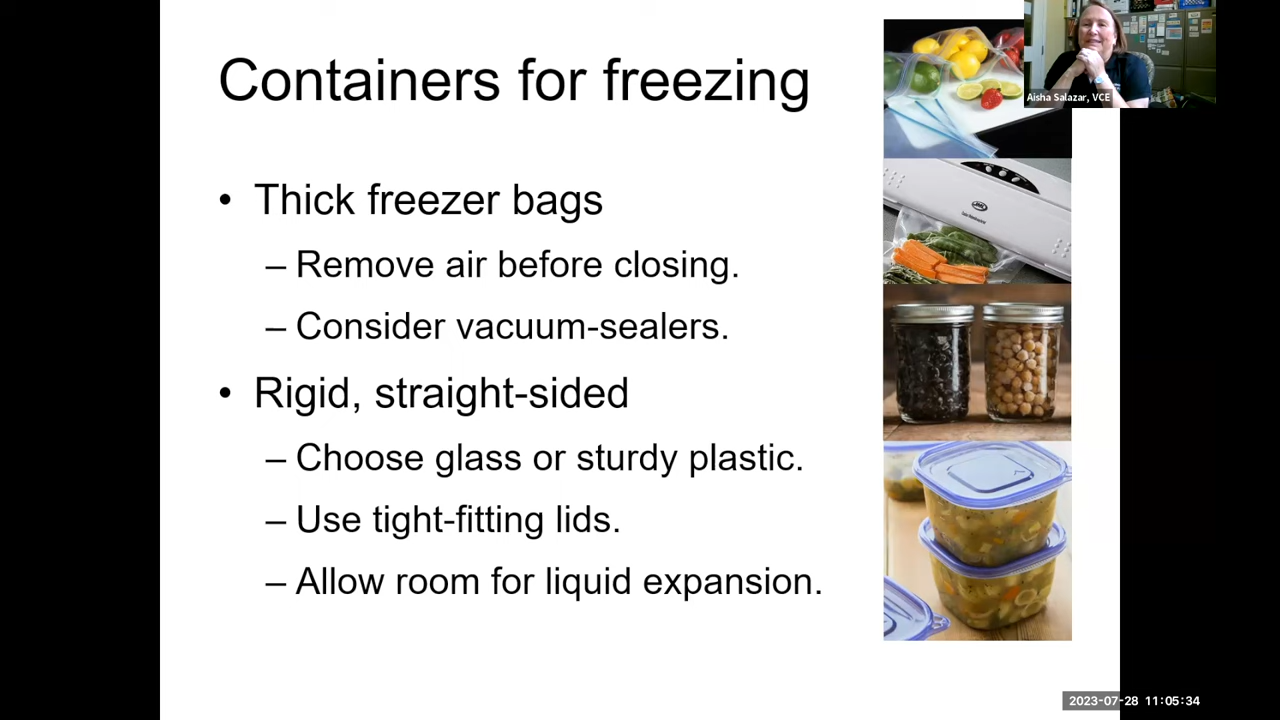 Containers for freezing
Aisha Salazar, VCE
• Thick freezer bags
– Remove air before closing.
– Consider vacuum-sealers.
• Rigid, straight-sided
– Choose glass or sturdy plastic.
– Use tight-fitting lids.
– Allow room for liquid expansion.
2023-07-28 11:05:34